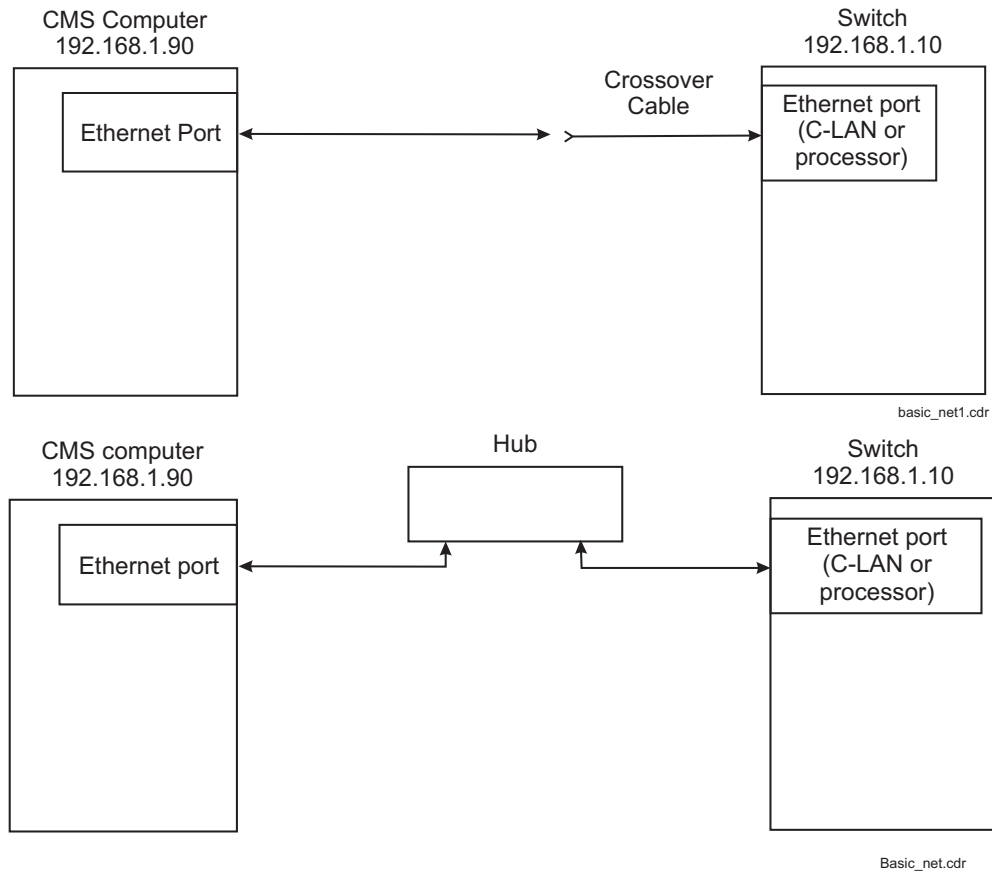 CMS Computer
192.168.1.90
Switch
192.168.1.10
Crossover
Cable
Ethernet Port
Ethernet port
(C-LAN or
processor)
basic_net1.cdr
CMS computer
192.168.1.90
Hub
Switch
192.168.1.10
Ethernet port
Ethernet port
(C-LAN or
processor)
Basic_net.cdr